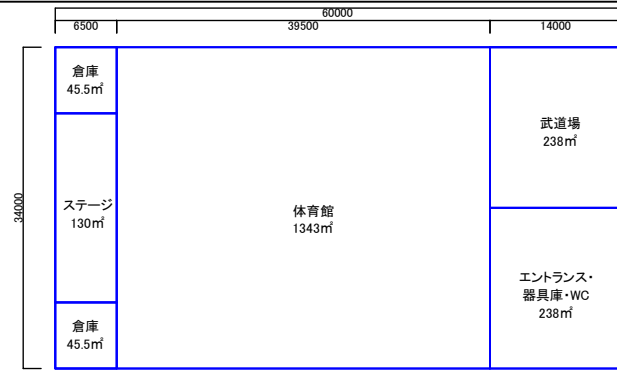 60000
6500
39500
14000
倉庫
45.5㎡
ステージ
130㎡
倉庫
45.5㎡
34000
体育館
1343㎡
武道場
238㎡
エントランス・
器具庫・WC
238㎡